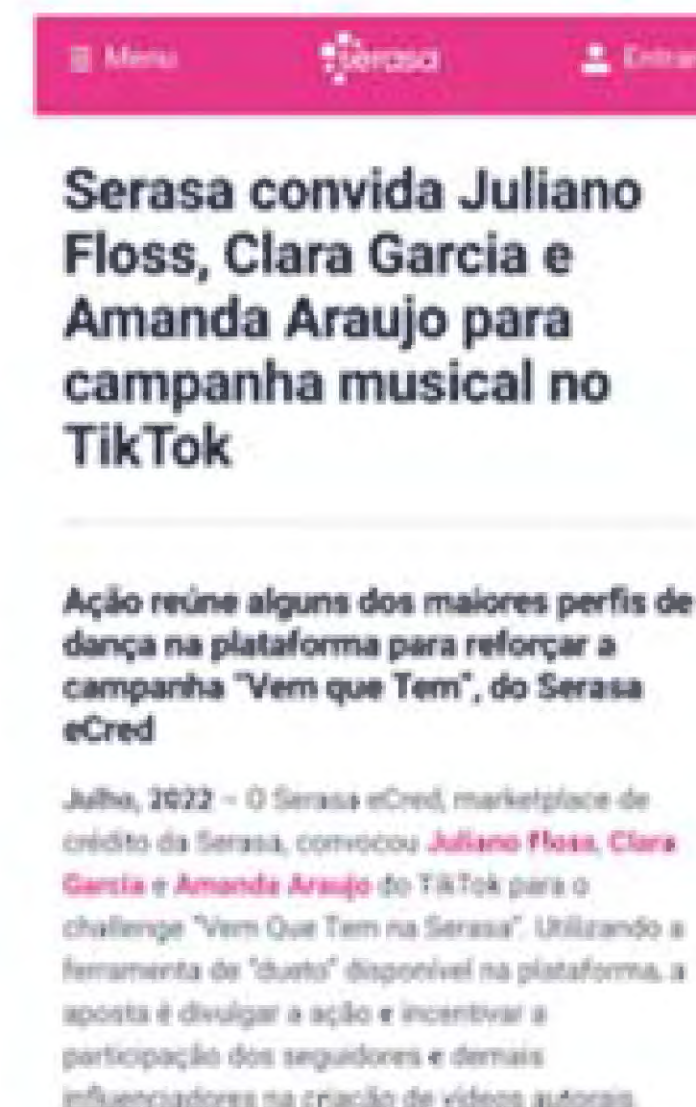 Menu
serasa
Entrar
Serasa convida Juliano
Floss, Clara Garcia e
Amanda Araujo para
campanha musical no
TikTok
Ação reúne alguns dos maiores perfis de
dança na plataforma para reforçar a
campanha "Vem que Tem", do Serasa
eCred
Julho, 2022 – O Serasa eCred, marketplace de
crédito da Serasa, convocou Juliano Floss, Clara
Garcia e Amanda Araujo do TikTok para o
challenge "Vem Que Tem na Serasa". Utilizando a
ferramenta de "dueto" disponível na plataforma, a
aposta é divulgar a ação e incentivar a
participação dos seguidores e demais
influenciadores na criação de vídeos autorais.